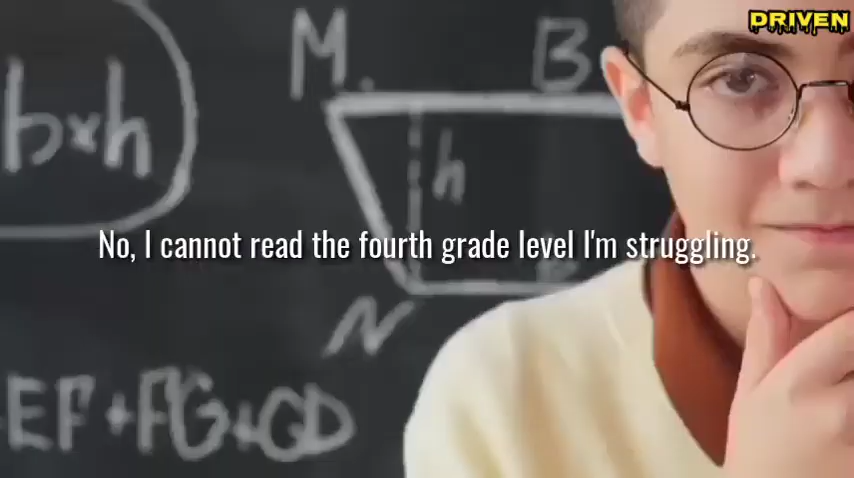 DRIVEN
M. B
b×h
h
No, I cannot read the fourth grade level I'm struggling.
N
EF+FG+GD